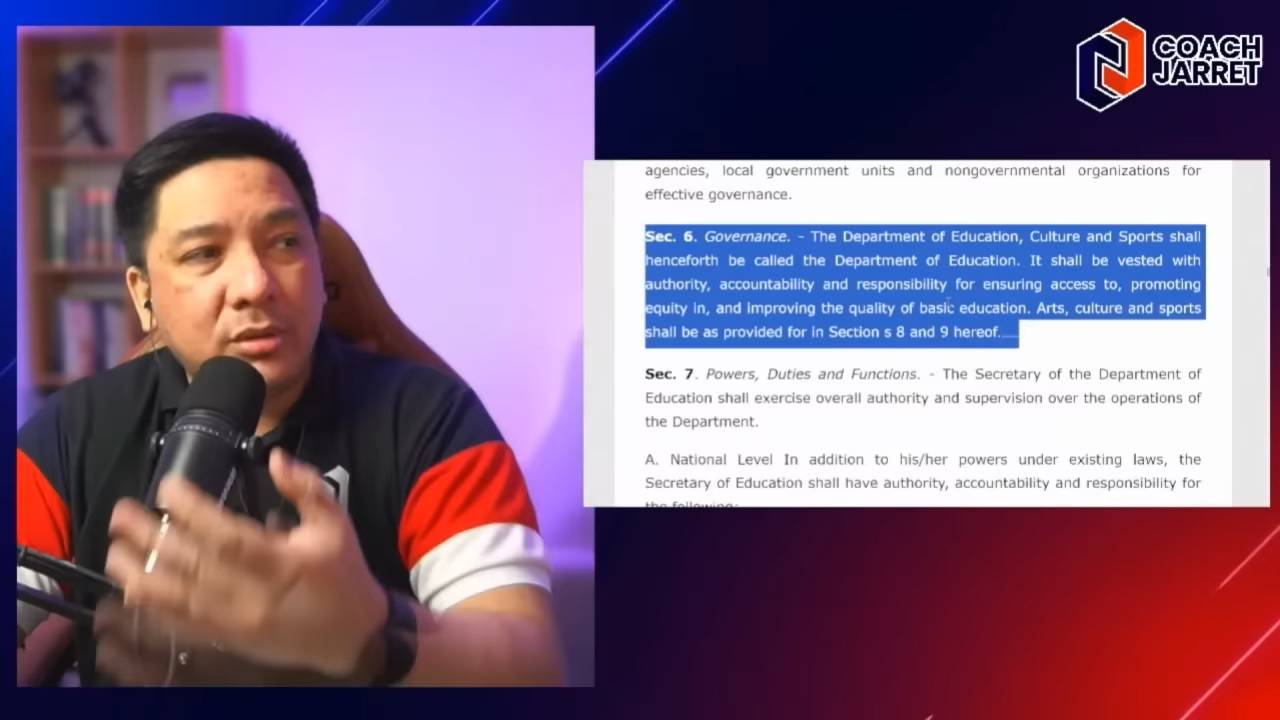 COACH
JARRET
agencies, local government units and nongovernmental organizations for
effective governance.
Sec. 6. Governance. - The Department of Education, Culture and Sports shall
henceforth be called the Department of Education. It shall be vested with
authority, accountability and responsibility for ensuring access to, promoting
equity in, and improving the quality of basic education. Arts, culture and sports
shall be as provided for in Section s 8 and 9 hereof.
Sec. 7. Powers, Duties and Functions. - The Secretary of the Department of
Education shall exercise overall authority and supervision over the operations of
the Department.
A. National Level In addition to his/her powers under existing laws, the
Secretary of Education shall have authority, accountability and responsibility for
the following: